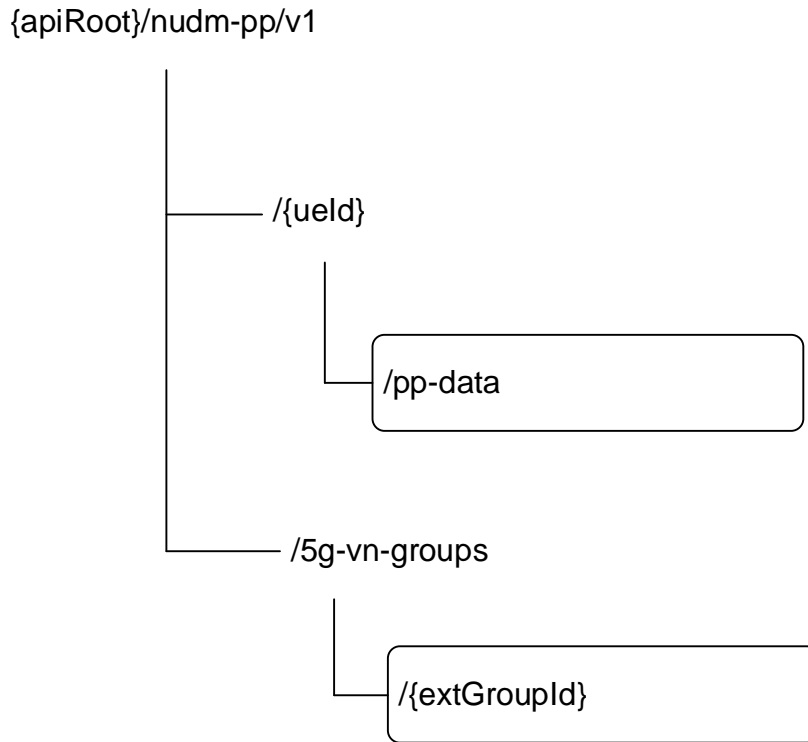 {apiRoot}/nudm-pp/v1
/{ueId}
/pp-data
/5g-vn-groups
/{extGroupId}